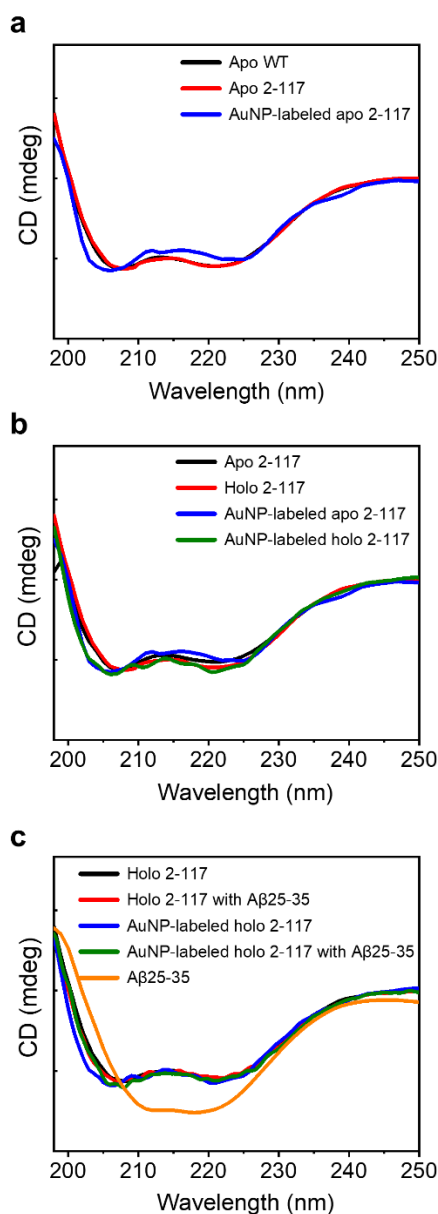 a
Apo WT
Apo 2-117
AuNP-labeled apo 2-117
CD (mdeg)
200 210 220 230 240 250
Wavelength (nm)
b
Apo 2-117
Holo 2-117
AuNP-labeled apo 2-117
AuNP-labeled holo 2-117
CD (mdeg)
200 210 220 230 240 250
Wavelength (nm)
c
Holo 2-117
Holo 2-117 with Aβ25-35
AuNP-labeled holo 2-117
AuNP-labeled holo 2-117 with Aβ25-35
Aβ25-35
CD (mdeg)
200 210 220 230 240 250
Wavelength (nm)